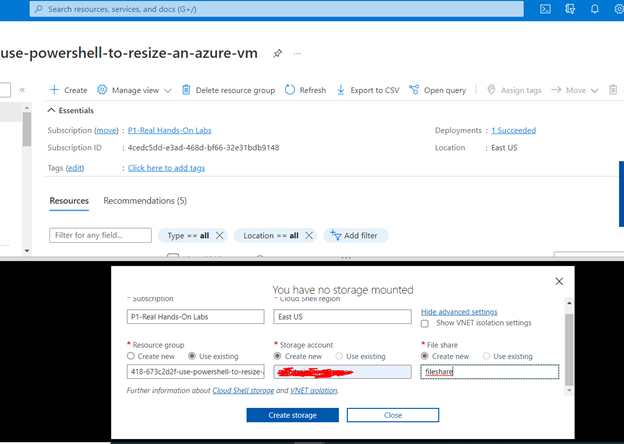 Search resources, services, and docs (G+/)
use-powershell-to-resize-an-azure-vm
Create Manage view Delete resource group Refresh Export to CSV Open query Assign tags Move
Essentials
Subscription (move) : P1-Real Hands-On Labs Deployments : 1 Succeeded
Subscription ID : 4cedc5dd-e3ad-468d-bf66-32e31bdb9148 Location : East US
Tags (edit) : Click here to add tags
Resources Recommendations (5)
Filter for any field... Type == all Location == all Add filter
You have no storage mounted
* Subscription * Cloud Shell region
Hide advanced settings
P1-Real Hands-On Labs East US Show VNET isolation settings
* Resource group * Storage account * File share
Create new Use existing Create new Use existing Create new Use existing
418-673c2d2f-use-powershell-to-resize- fileshare
Further information about Cloud Shell storage and VNET isolation.
Create storage Close